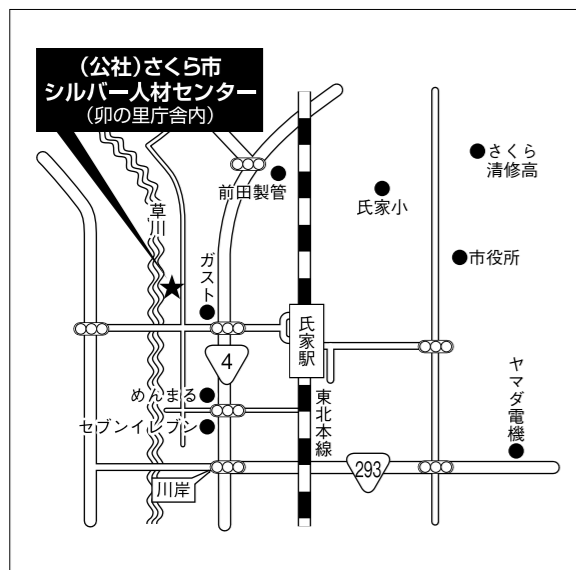 (公社)さくら市
シルバー人材センター
(卯の里庁舎内)
さくら
清修高
前田製管
氏家小
草川
市役所
ガスト
氏家駅
4
ヤマダ電機
めんまる
東北本線
セブンイレブン
293
川岸